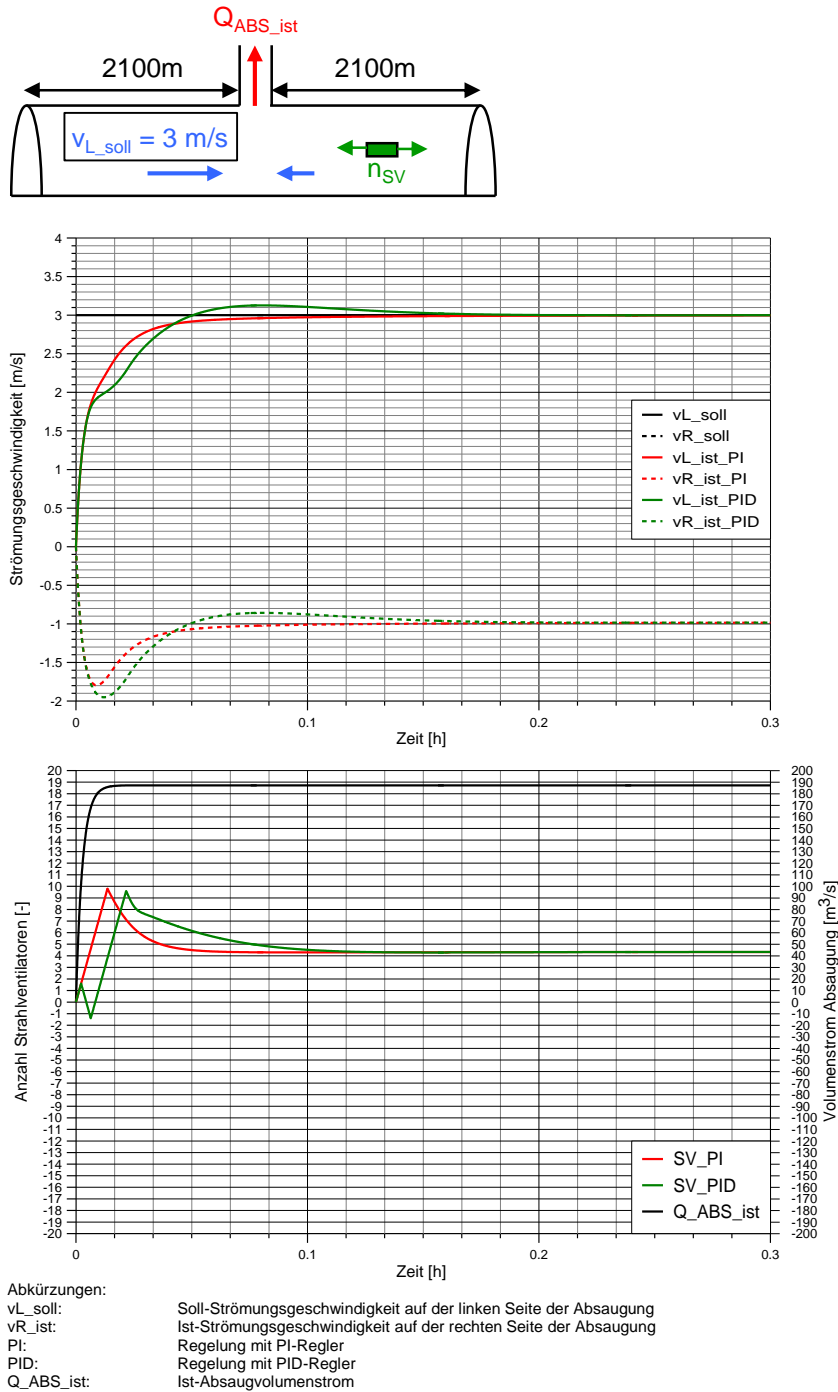 Q_ABS_ist
2100m 2100m
v_L_soll = 3 m/s
n_SV
4
3.5
3
2.5
2
1.5
1
0.5
0
-0.5
-1
-1.5
-2
Strömungsgeschwindigkeit [m/s]
vL_soll
vR_soll
vL_ist_PI
vR_ist_PI
vL_ist_PID
vR_ist_PID
0 0.1 0.2 0.3
Zeit [h]
20 200
19 190
18 180
17 170
16 160
15 150
14 140
13 130
12 120
11 110
10 100
9 90
8 80
7 70
6 60
5 50
4 40
3 30
2 20
1 10
0 0
-1 -10
-2 -20
-3 -30
-4 -40
-5 -50
-6 -60
-7 -70
-8 -80
-9 -90
-10 -100
-11 -110
-12 -120
-13 -130
-14 -140
-15 -150
-16 -160
-17 -170
-18 -180
-19 -190
-20 -200
Anzahl Strahlventilatoren [-]
Volumenstrom Absaugung [m³/s]
SV_PI
SV_PID
Q_ABS_ist
0 0.1 0.2 0.3
Zeit [h]
Abkürzungen:
vL_soll: Soll-Strömungsgeschwindigkeit auf der linken Seite der Absaugung
vR_ist: Ist-Strömungsgeschwindigkeit auf der rechten Seite der Absaugung
PI: Regelung mit PI-Regler
PID: Regelung mit PID-Regler
Q_ABS_ist: Ist-Absaugvolumenstrom